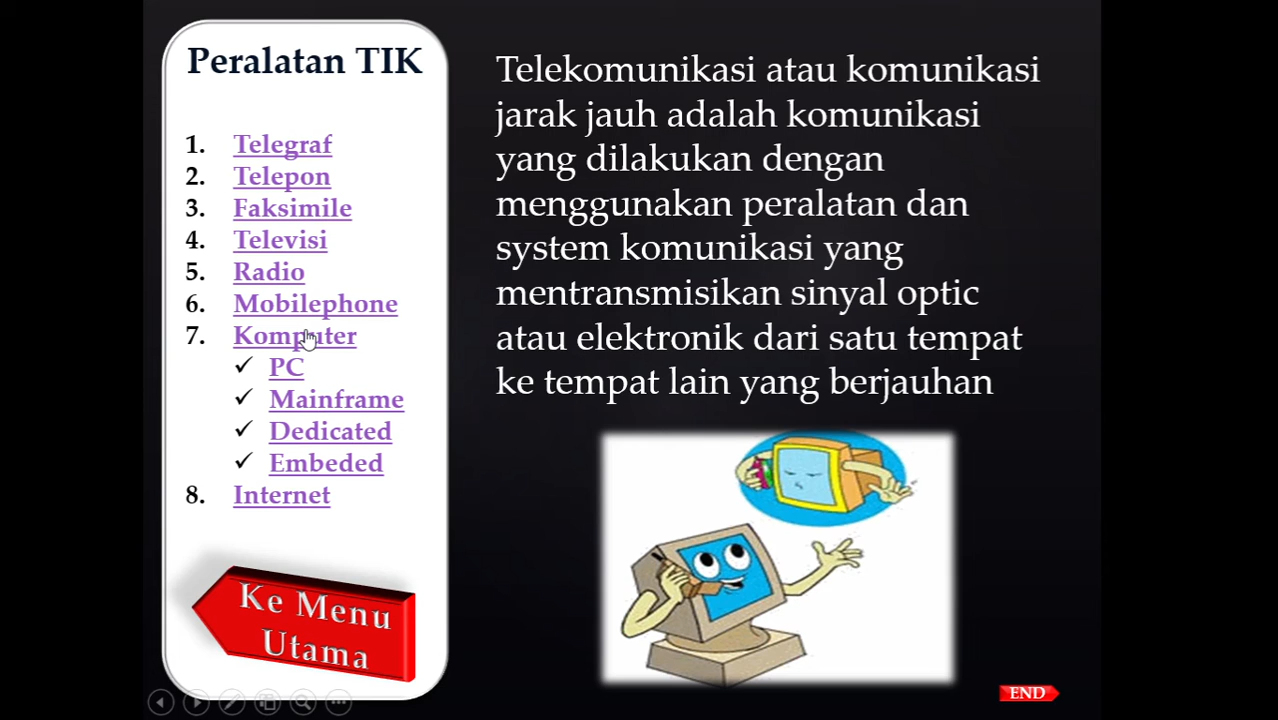 Peralatan TIK
1. Telegraf
2. Telepon
3. Faksimile
4. Televisi
5. Radio
6. Mobilephone
7. Komputer
✓ PC
✓ Mainframe
✓ Dedicated
✓ Embeded
8. Internet
Ke Menu
Utama
Telekomunikasi atau komunikasi
jarak jauh adalah komunikasi
yang dilakukan dengan
menggunakan peralatan dan
system komunikasi yang
mentransmisikan sinyal optic
atau elektronik dari satu tempat
ke tempat lain yang berjauhan
END